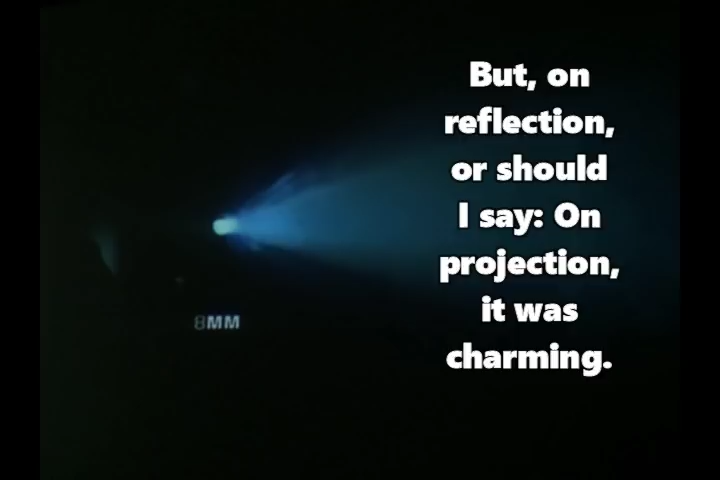 But, on
reflection,
or should
I say: On
projection,
it was
charming.
8MM